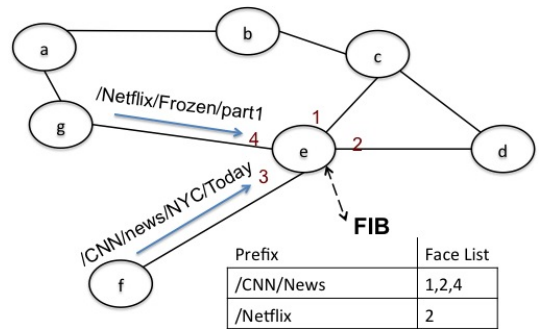 b
a
c
/Netflix/Frozen/part1
g
1
4
e
2
d
3
/CNN/news/NYC/Today
f
FIB
Prefix Face List
/CNN/News 1,2,4
/Netflix 2